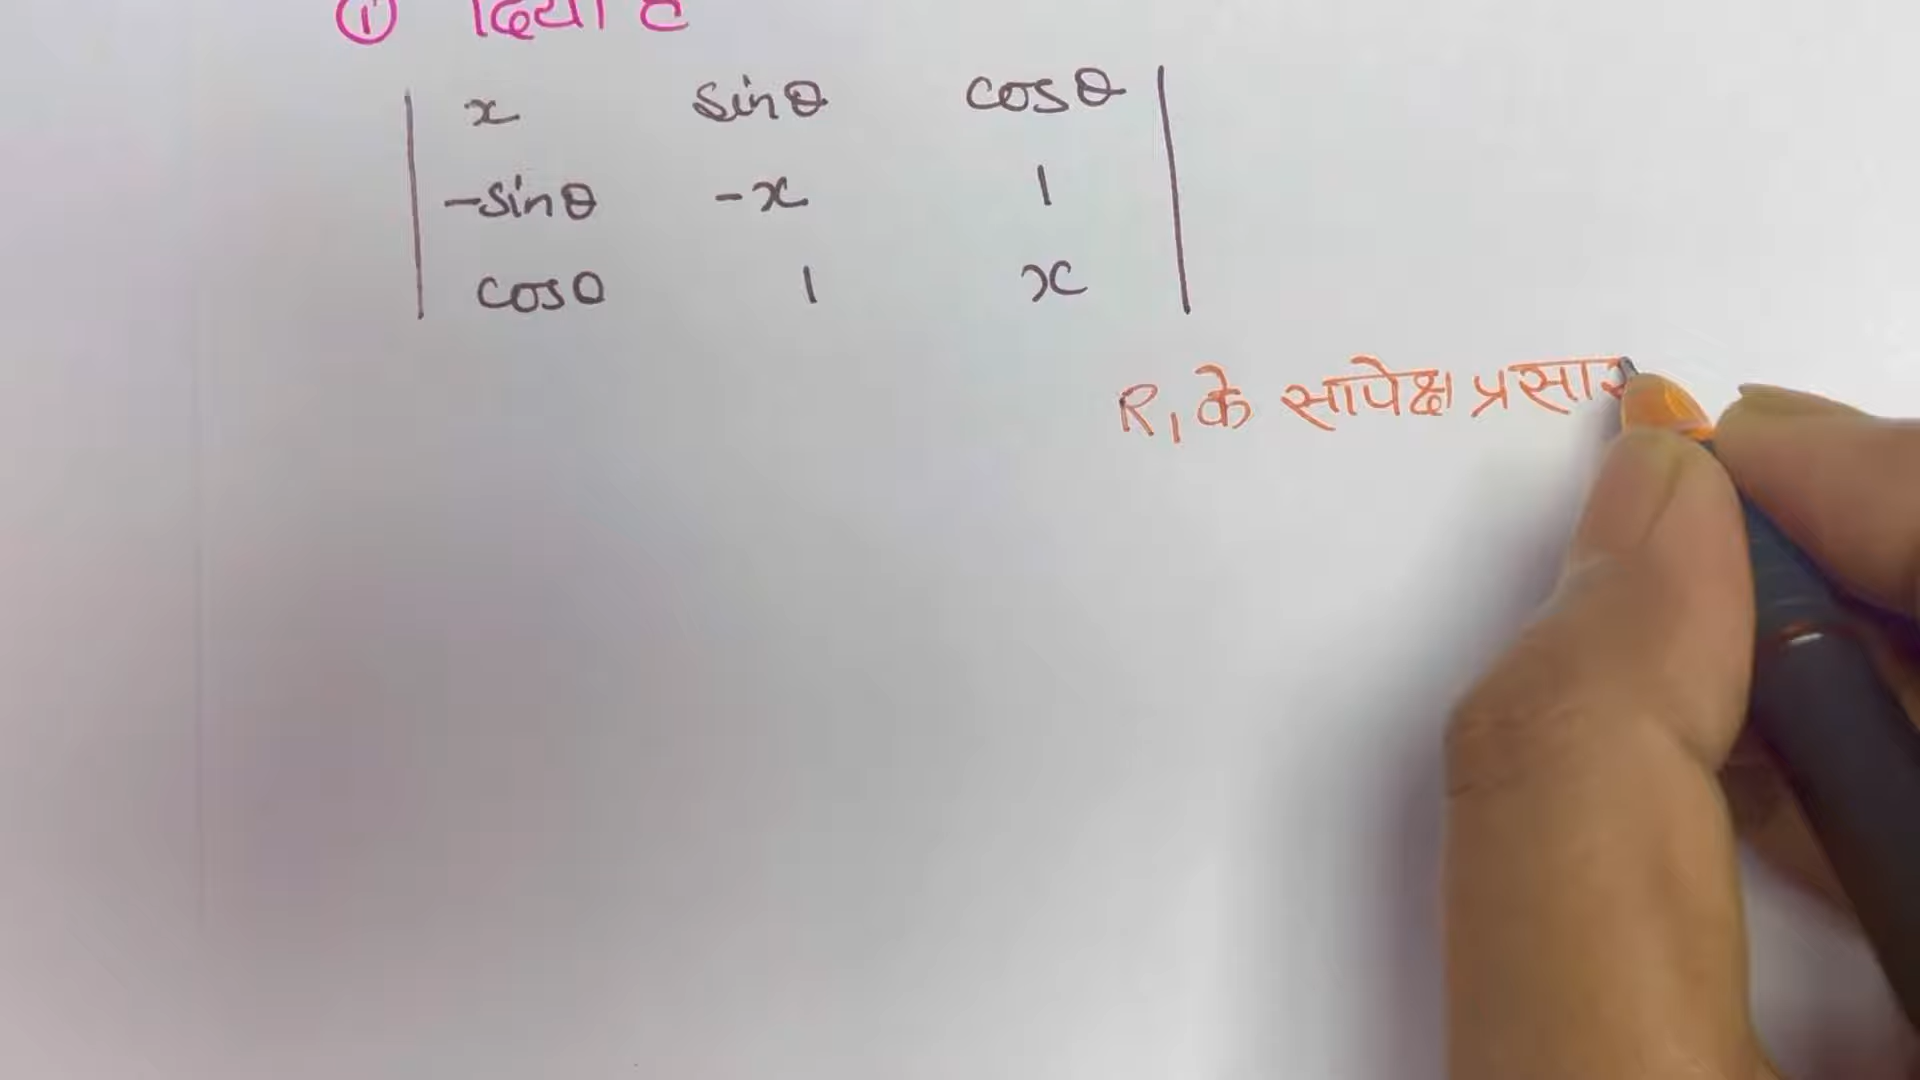 ① दिया है
x sinθ cosθ
-sinθ -x 1
cosθ 1 x
R₁ के सापेक्ष प्रसार